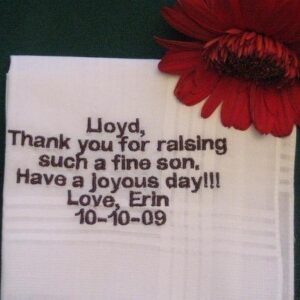 Lloyd,
Thank you for raising
such a fine son.
Have a joyous day!!!
Love, Erin
10-10-09